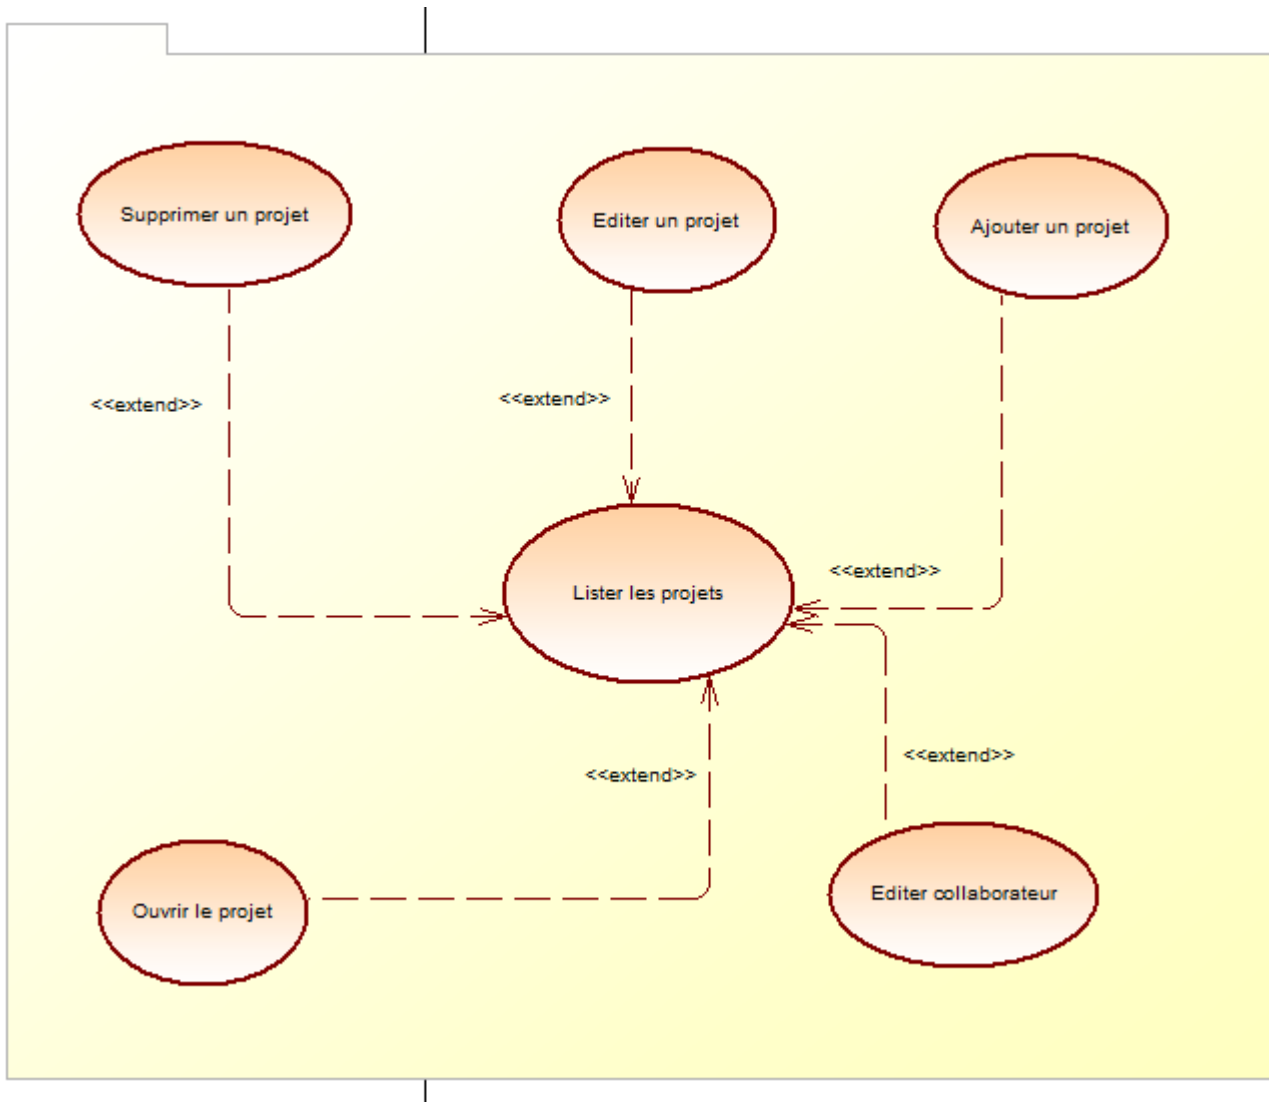 Supprimer un projet
Editer un projet
Ajouter un projet
<<extend>>
<<extend>>
<<extend>>
Lister les projets
<<extend>>
<<extend>>
Ouvrir le projet
Editer collaborateur